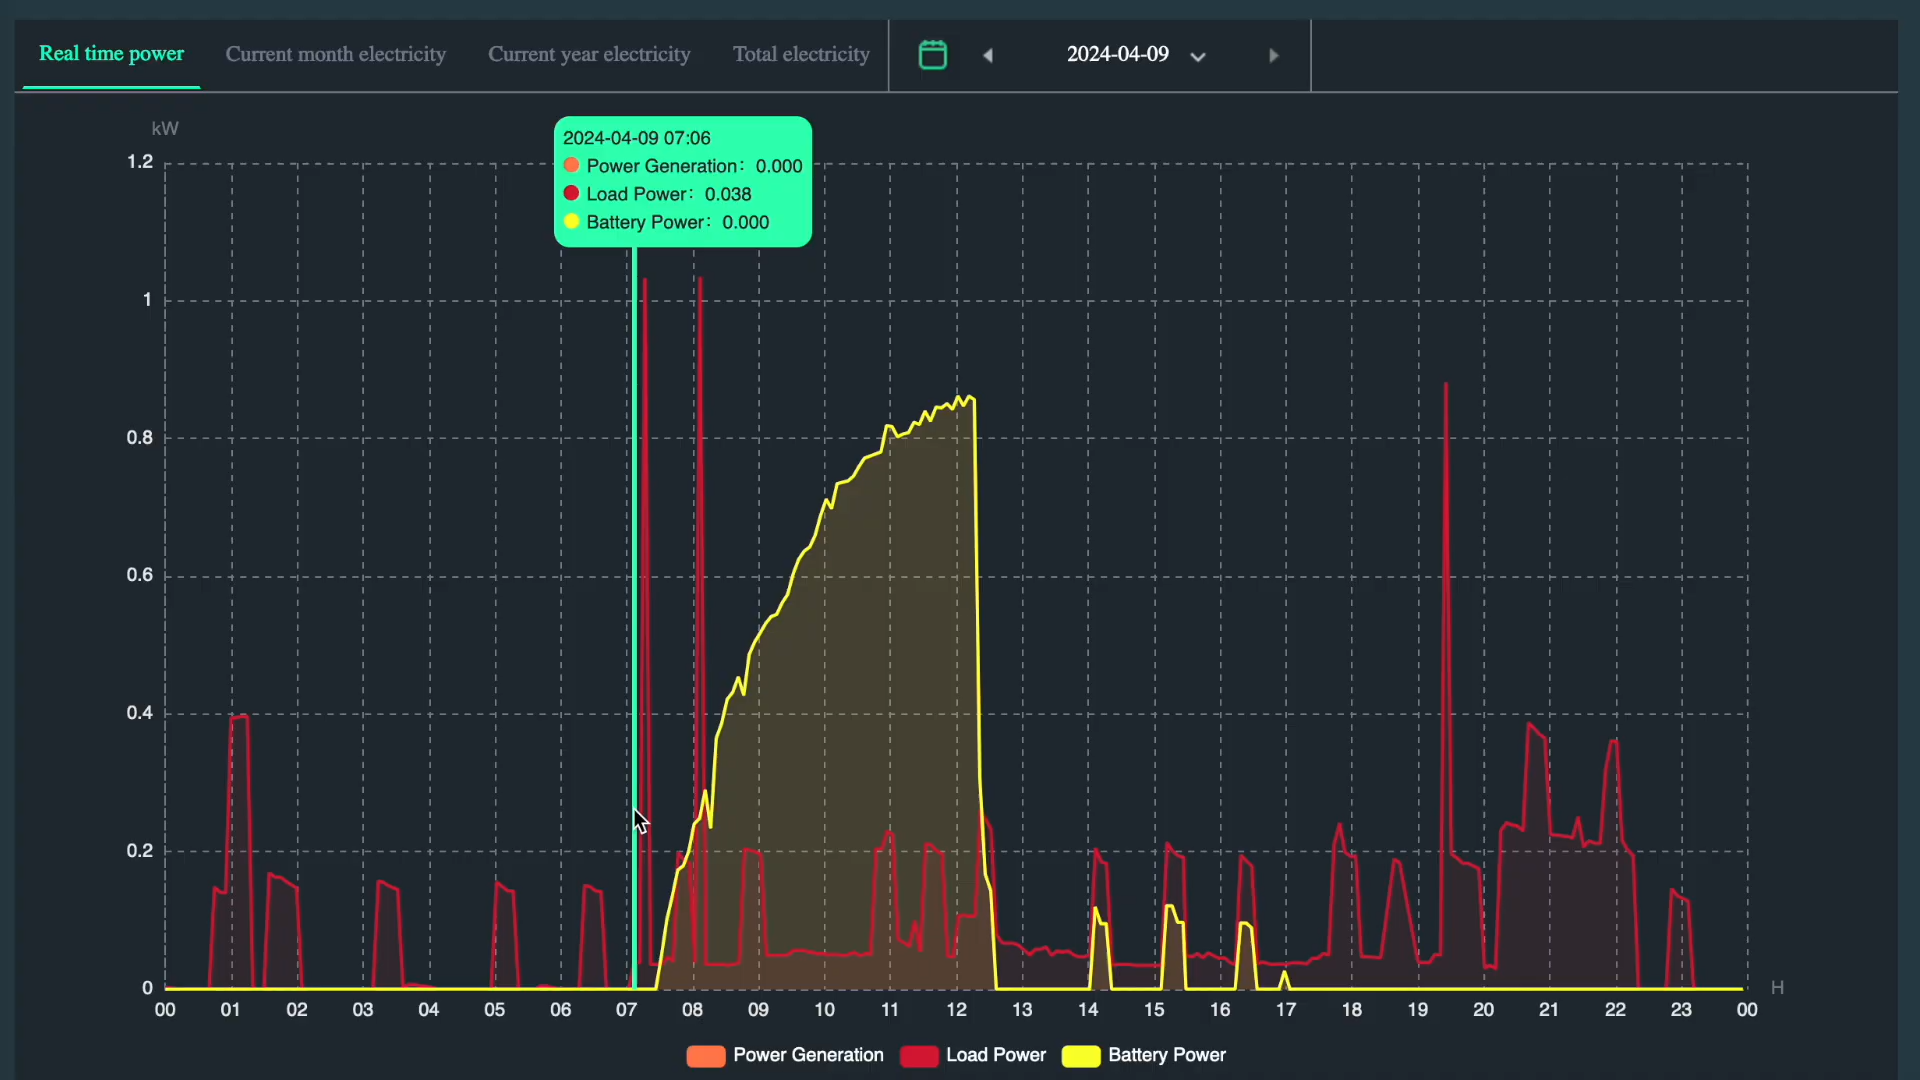 Real time power Current month electricity Current year electricity Total electricity 2024-04-09
kW
2024-04-09 07:06
Power Generation: 0.000
Load Power: 0.038
Battery Power: 0.000
1.2
1
0.8
0.6
0.4
0.2
0
H
00 01 02 03 04 05 06 07 08 09 10 11 12 13 14 15 16 17 18 19 20 21 22 23 00
Power Generation Load Power Battery Power